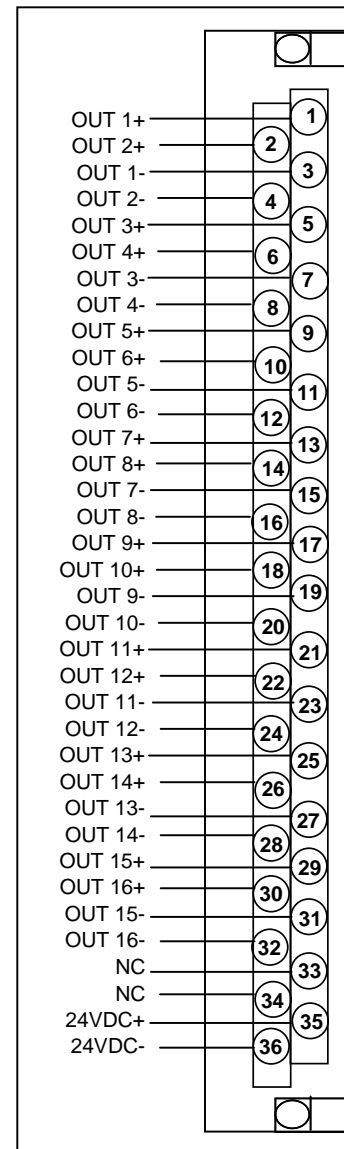 OUT 1+ 1
OUT 2+ 2
OUT 1- 3
OUT 2- 4
OUT 3+ 5
OUT 4+ 6
OUT 3- 7
OUT 4- 8
OUT 5+ 9
OUT 6+ 10
OUT 5- 11
OUT 6- 12
OUT 7+ 13
OUT 8+ 14
OUT 7- 15
OUT 8- 16
OUT 9+ 17
OUT 10+ 18
OUT 9- 19
OUT 10- 20
OUT 11+ 21
OUT 12+ 22
OUT 11- 23
OUT 12- 24
OUT 13+ 25
OUT 14+ 26
OUT 13- 27
OUT 14- 28
OUT 15+ 29
OUT 16+ 30
OUT 15- 31
OUT 16- 32
NC 33
NC 34
24VDC+ 35
24VDC- 36